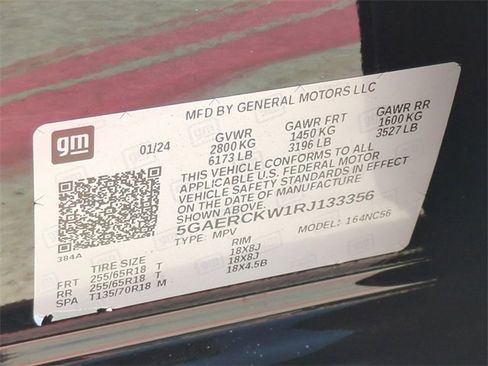 MFD BY GENERAL MOTORS LLC
gm
01/24
GVWR
2800 KG
6173 LB
GAWR FRT
1450 KG
3196 LB
GAWR RR
1600 KG
3527 LB
THIS VEHICLE CONFORMS TO ALL
APPLICABLE U.S. FEDERAL MOTOR
VEHICLE SAFETY STANDARDS IN EFFECT
ON THE DATE OF MANUFACTURE
SHOWN ABOVE.
5GAERCKW1RJ133356
TYPE: MPV
MODEL: 164NC56
384A
TIRE SIZE RIM
FRT 255/65R18 T 18X8J
RR 255/65R18 T 18X8J
SPA T135/70R18 M 18X4.5B